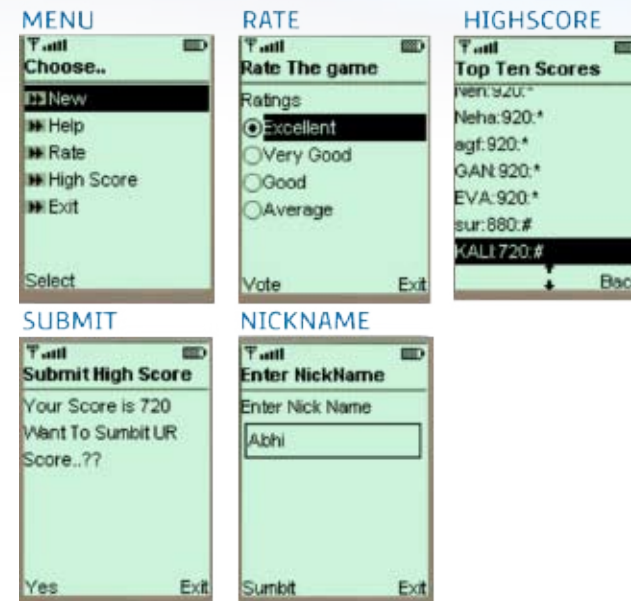 MENU
Choose..
New
Help
Rate
High Score
Exit
Select
RATE
Rate The game
Ratings
Excellent
Very Good
Good
Average
Vote Exit
HIGHSCORE
Top Ten Scores
Neha:920:*
agf:920:*
GAN:920:*
EVA:920:*
sur:880:#
KALI:720:#
Bac
SUBMIT
Submit High Score
Your Score is 720
Want To Sumbit UR
Score..??
Yes Exit
NICKNAME
Enter NickName
Enter Nick Name
Abhi
Sumbit Exit